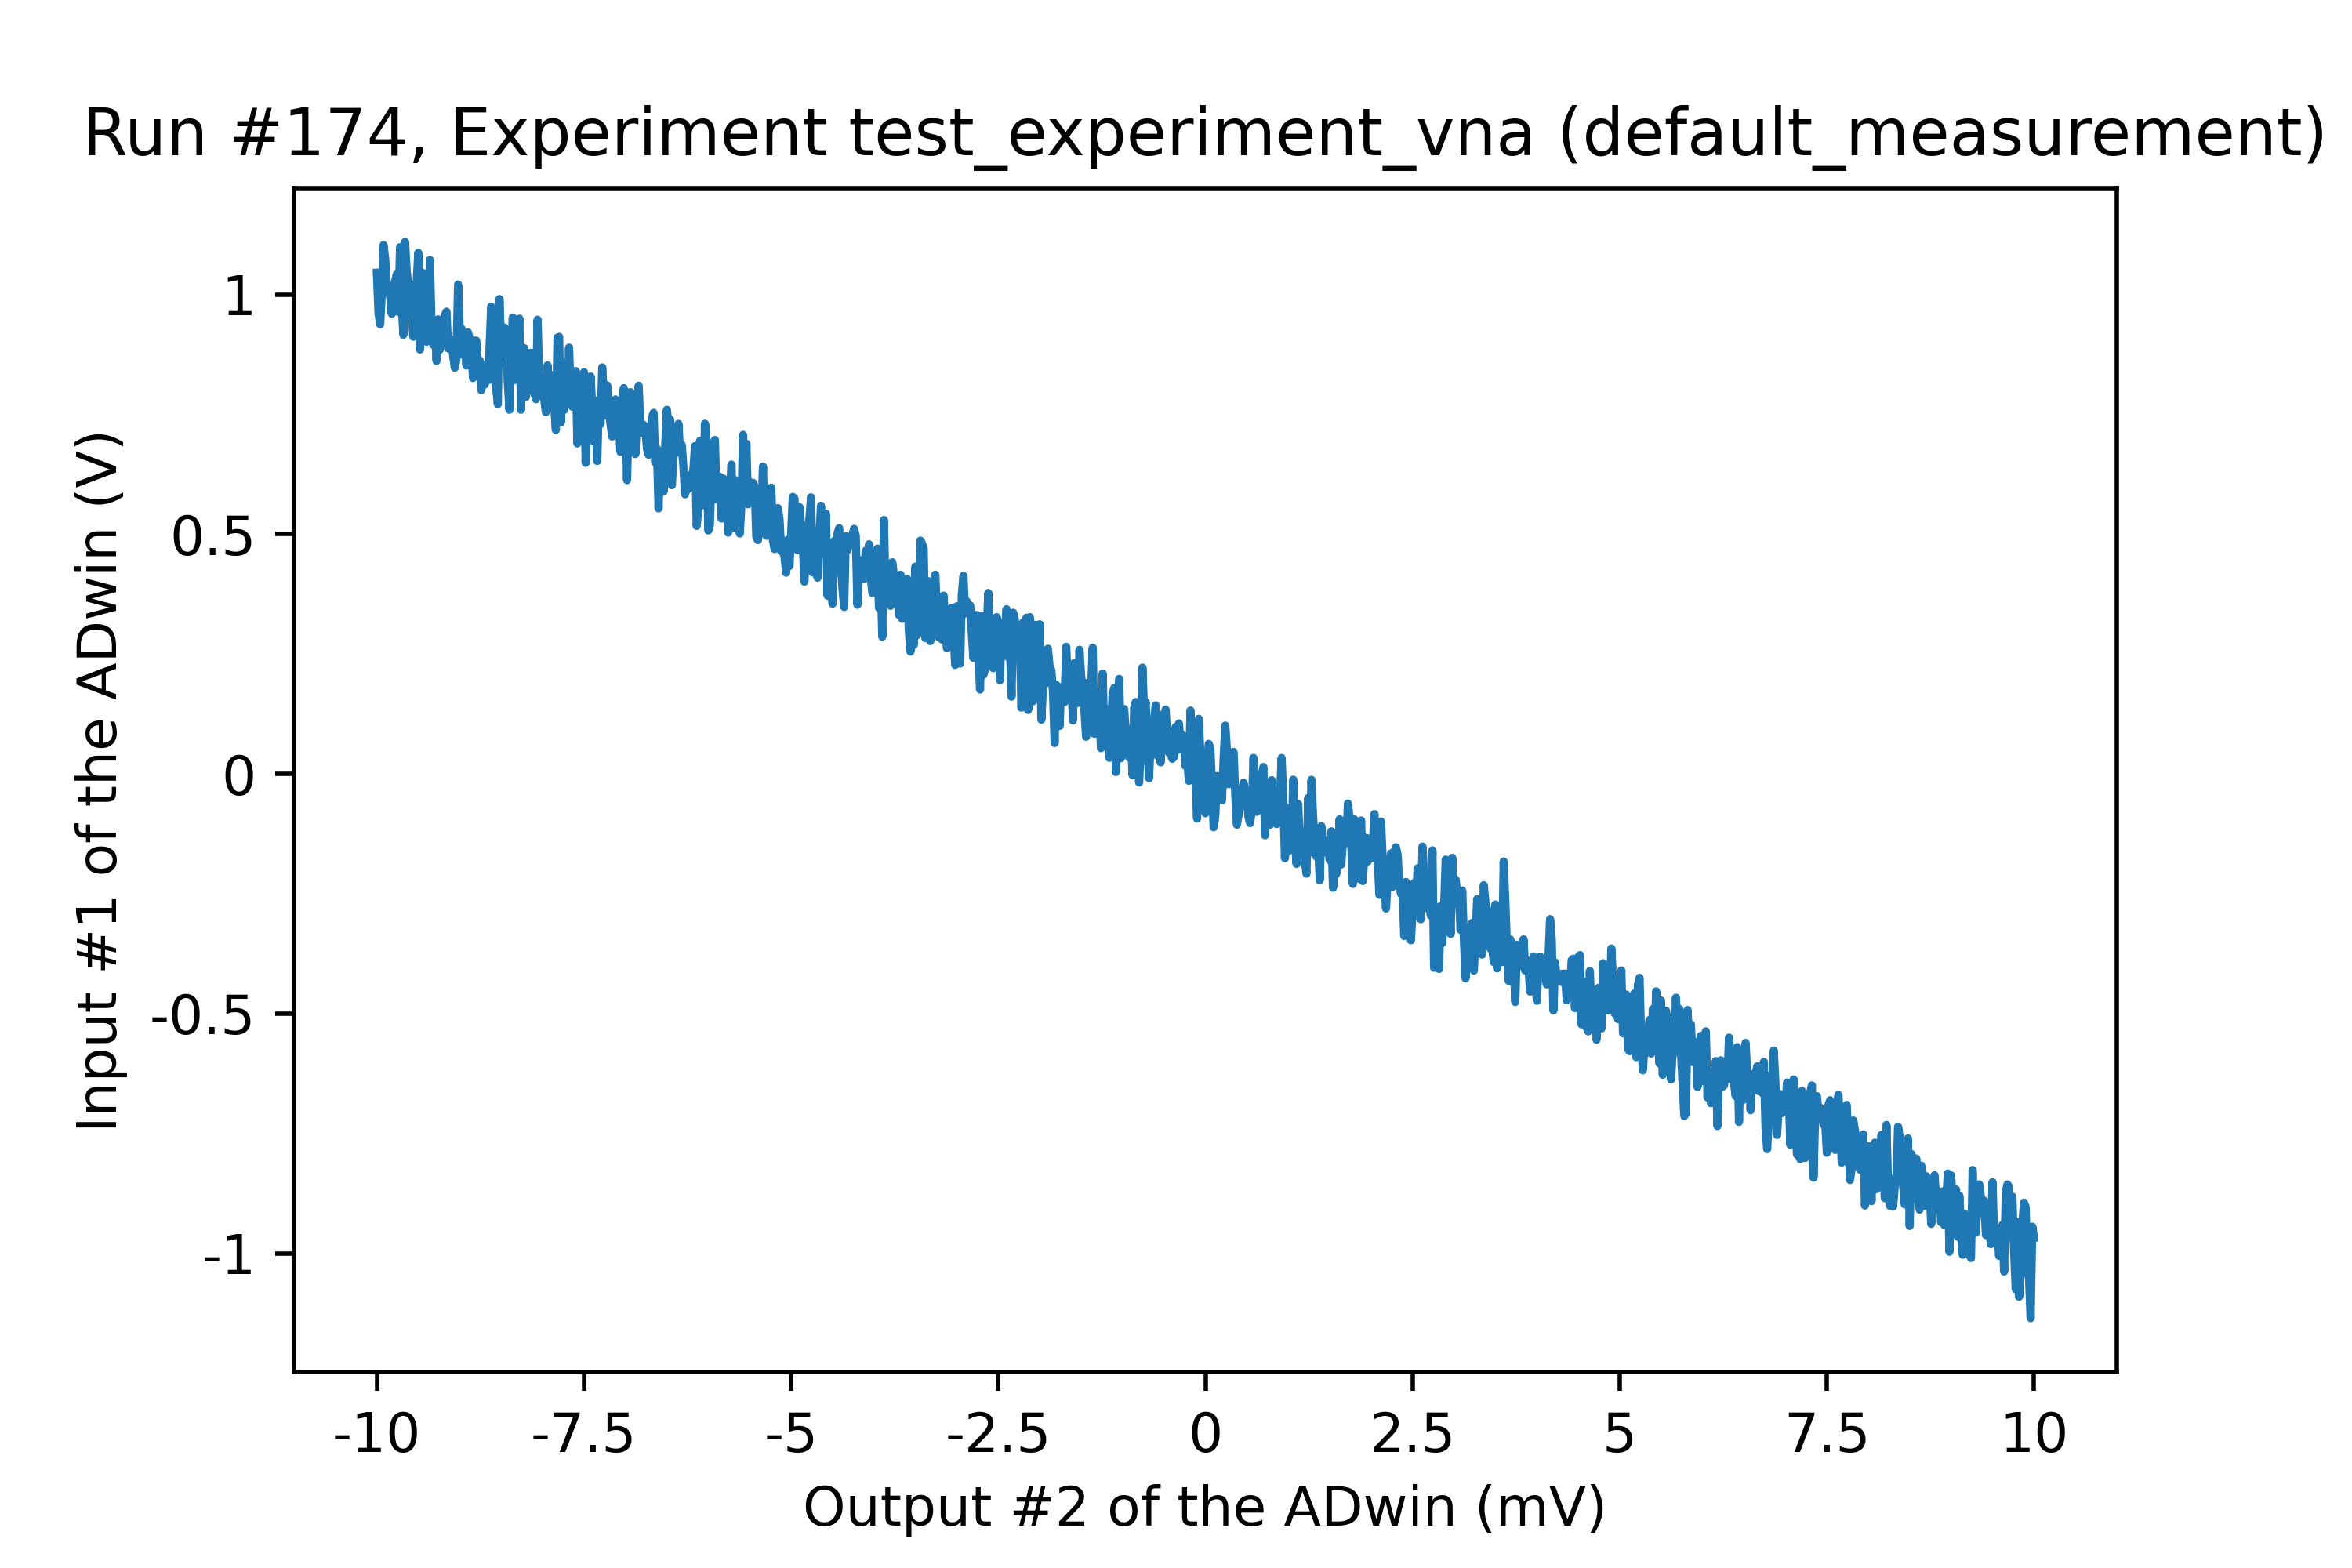 Run #174, Experiment test_experiment_vna (default_measurement)
Input #1 of the ADwin (V)
1
0.5
0
-0.5
-1
-10 -7.5 -5 -2.5 0 2.5 5 7.5 10
Output #2 of the ADwin (mV)